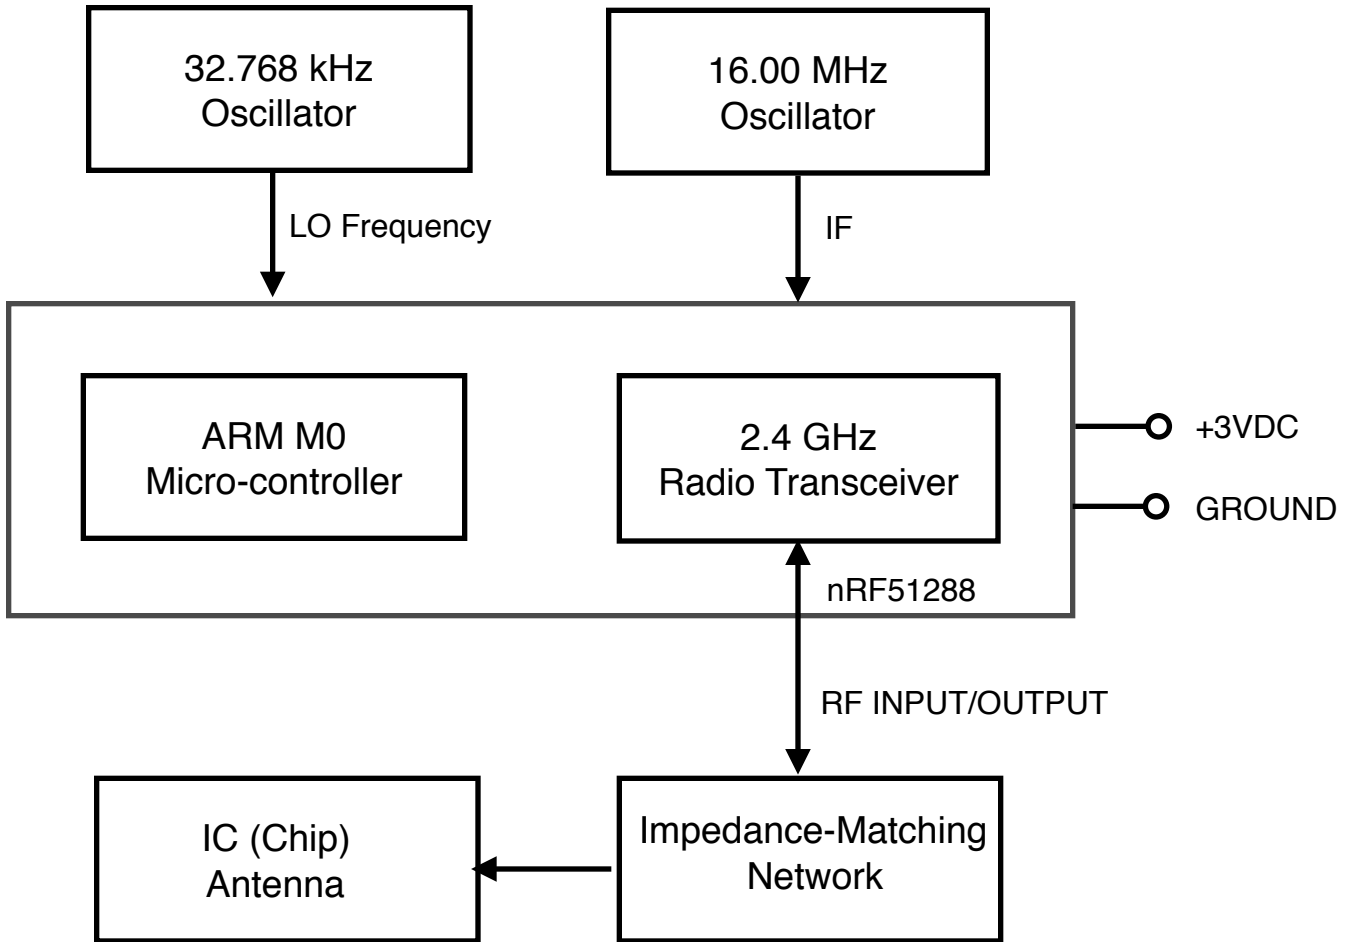 32.768 kHz
Oscillator
16.00 MHz
Oscillator
LO Frequency
IF
ARM M0
Micro-controller
2.4 GHz
Radio Transceiver
+3VDC
GROUND
nRF51288
RF INPUT/OUTPUT
IC (Chip)
Antenna
Impedance-Matching
Network